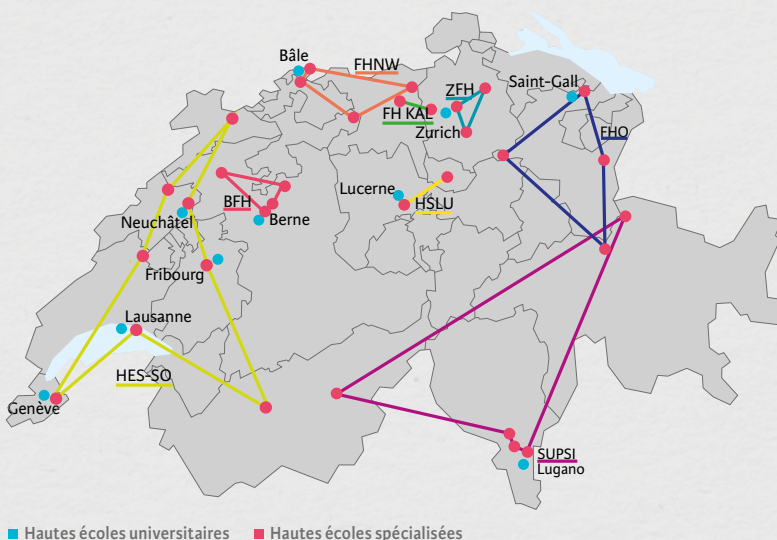 Bâle
FHNW
ZFH
Saint-Gall
FH KAL
Zurich
FHO
Lucerne
HSLU
BFH
Berne
Neuchâtel
Fribourg
Lausanne
HES-SO
Genève
SUPSI
Lugano
Hautes écoles universitaires
Hautes écoles spécialisées